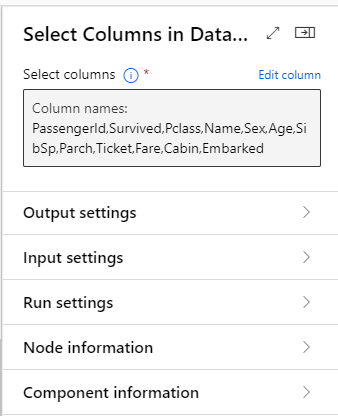 Select Columns in Data...
Select columns * Edit column
Column names:
PassengerId,Survived,Pclass,Name,Sex,Age,Si
bSp,Parch,Ticket,Fare,Cabin,Embarked
Output settings
Input settings
Run settings
Node information
Component information